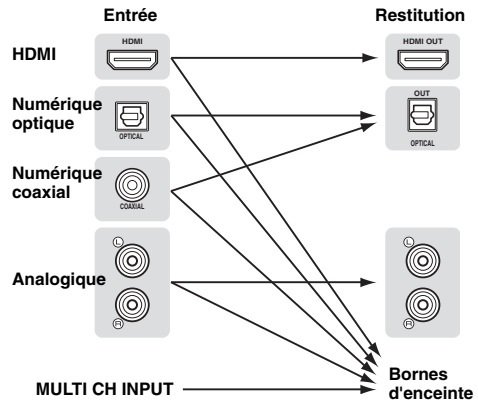 Entrée
Restitution
HDMI
HDMI
HDMI OUT
Numérique
optique
OPTICAL
OUT
OPTICAL
Numérique
coaxial
COAXIAL
Analogique
L
R
L
R
MULTI CH INPUT
Bornes
d'enceinte